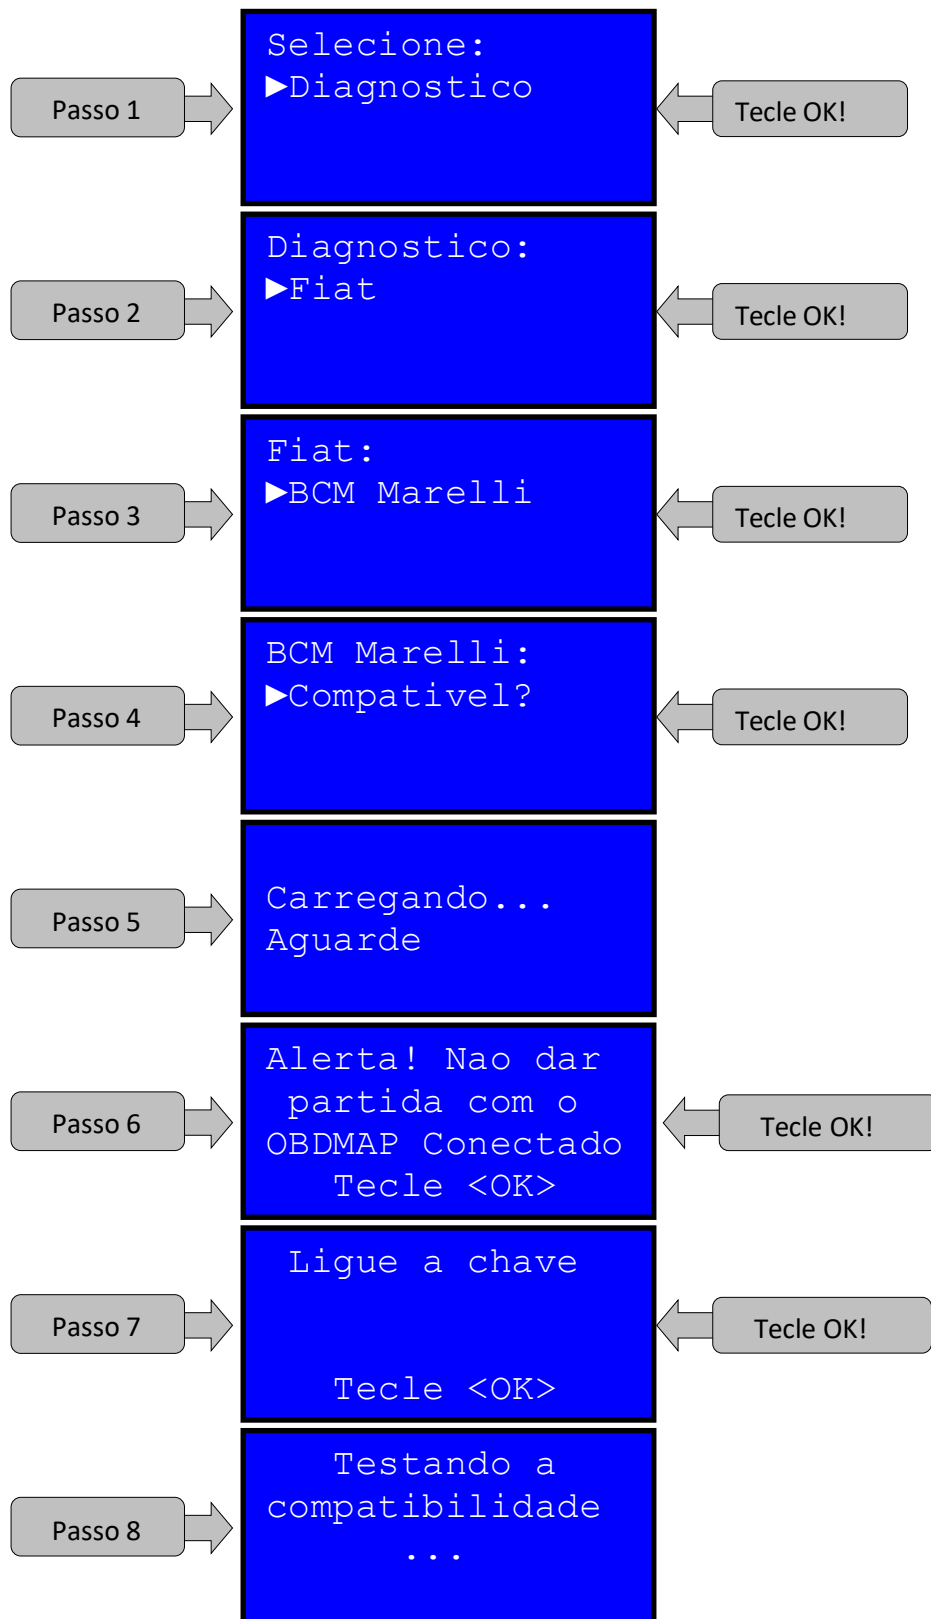 Selecione:
Passo 1 ►Diagnostico Tecle OK!
Diagnostico:
Passo 2 ►Fiat Tecle OK!
Fiat:
Passo 3 ►BCM Marelli Tecle OK!
BCM Marelli:
Passo 4 ►Compativel? Tecle OK!
Passo 5
Carregando...
Aguarde
Passo 6
Alerta! Nao dar
partida com o
OBDMAP Conectado
Tecle <OK>
Tecle OK!
Passo 7
Ligue a chave
Tecle <OK>
Tecle OK!
Passo 8
Testando a
compatibilidade
...